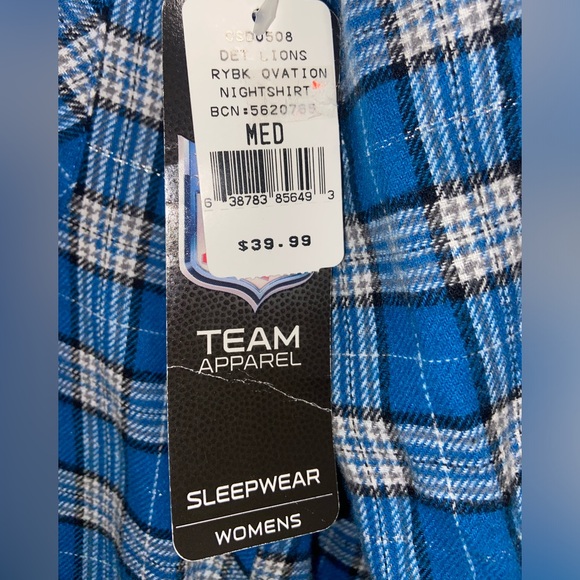 DET LIONS
RYBK OVATION
NIGHTSHIRT
MED
6 38783 85649 3
$39.99
TEAM
APPAREL
SLEEPWEAR
WOMENS